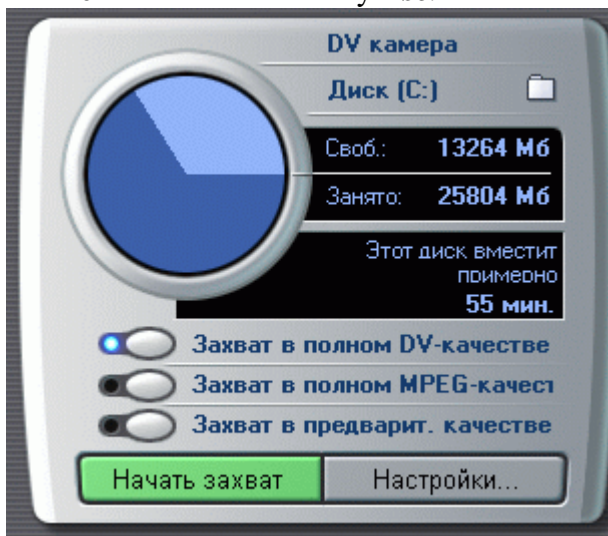 DV камера
Диск (C:)
Своб.: 13264 Мб
Занято: 25804 Мб
Этот диск вместит
примерно
55 мин.
Захват в полном DV-качестве
Захват в полном MPEG-качест
Захват в предварит. качестве
Начать захват Настройки...